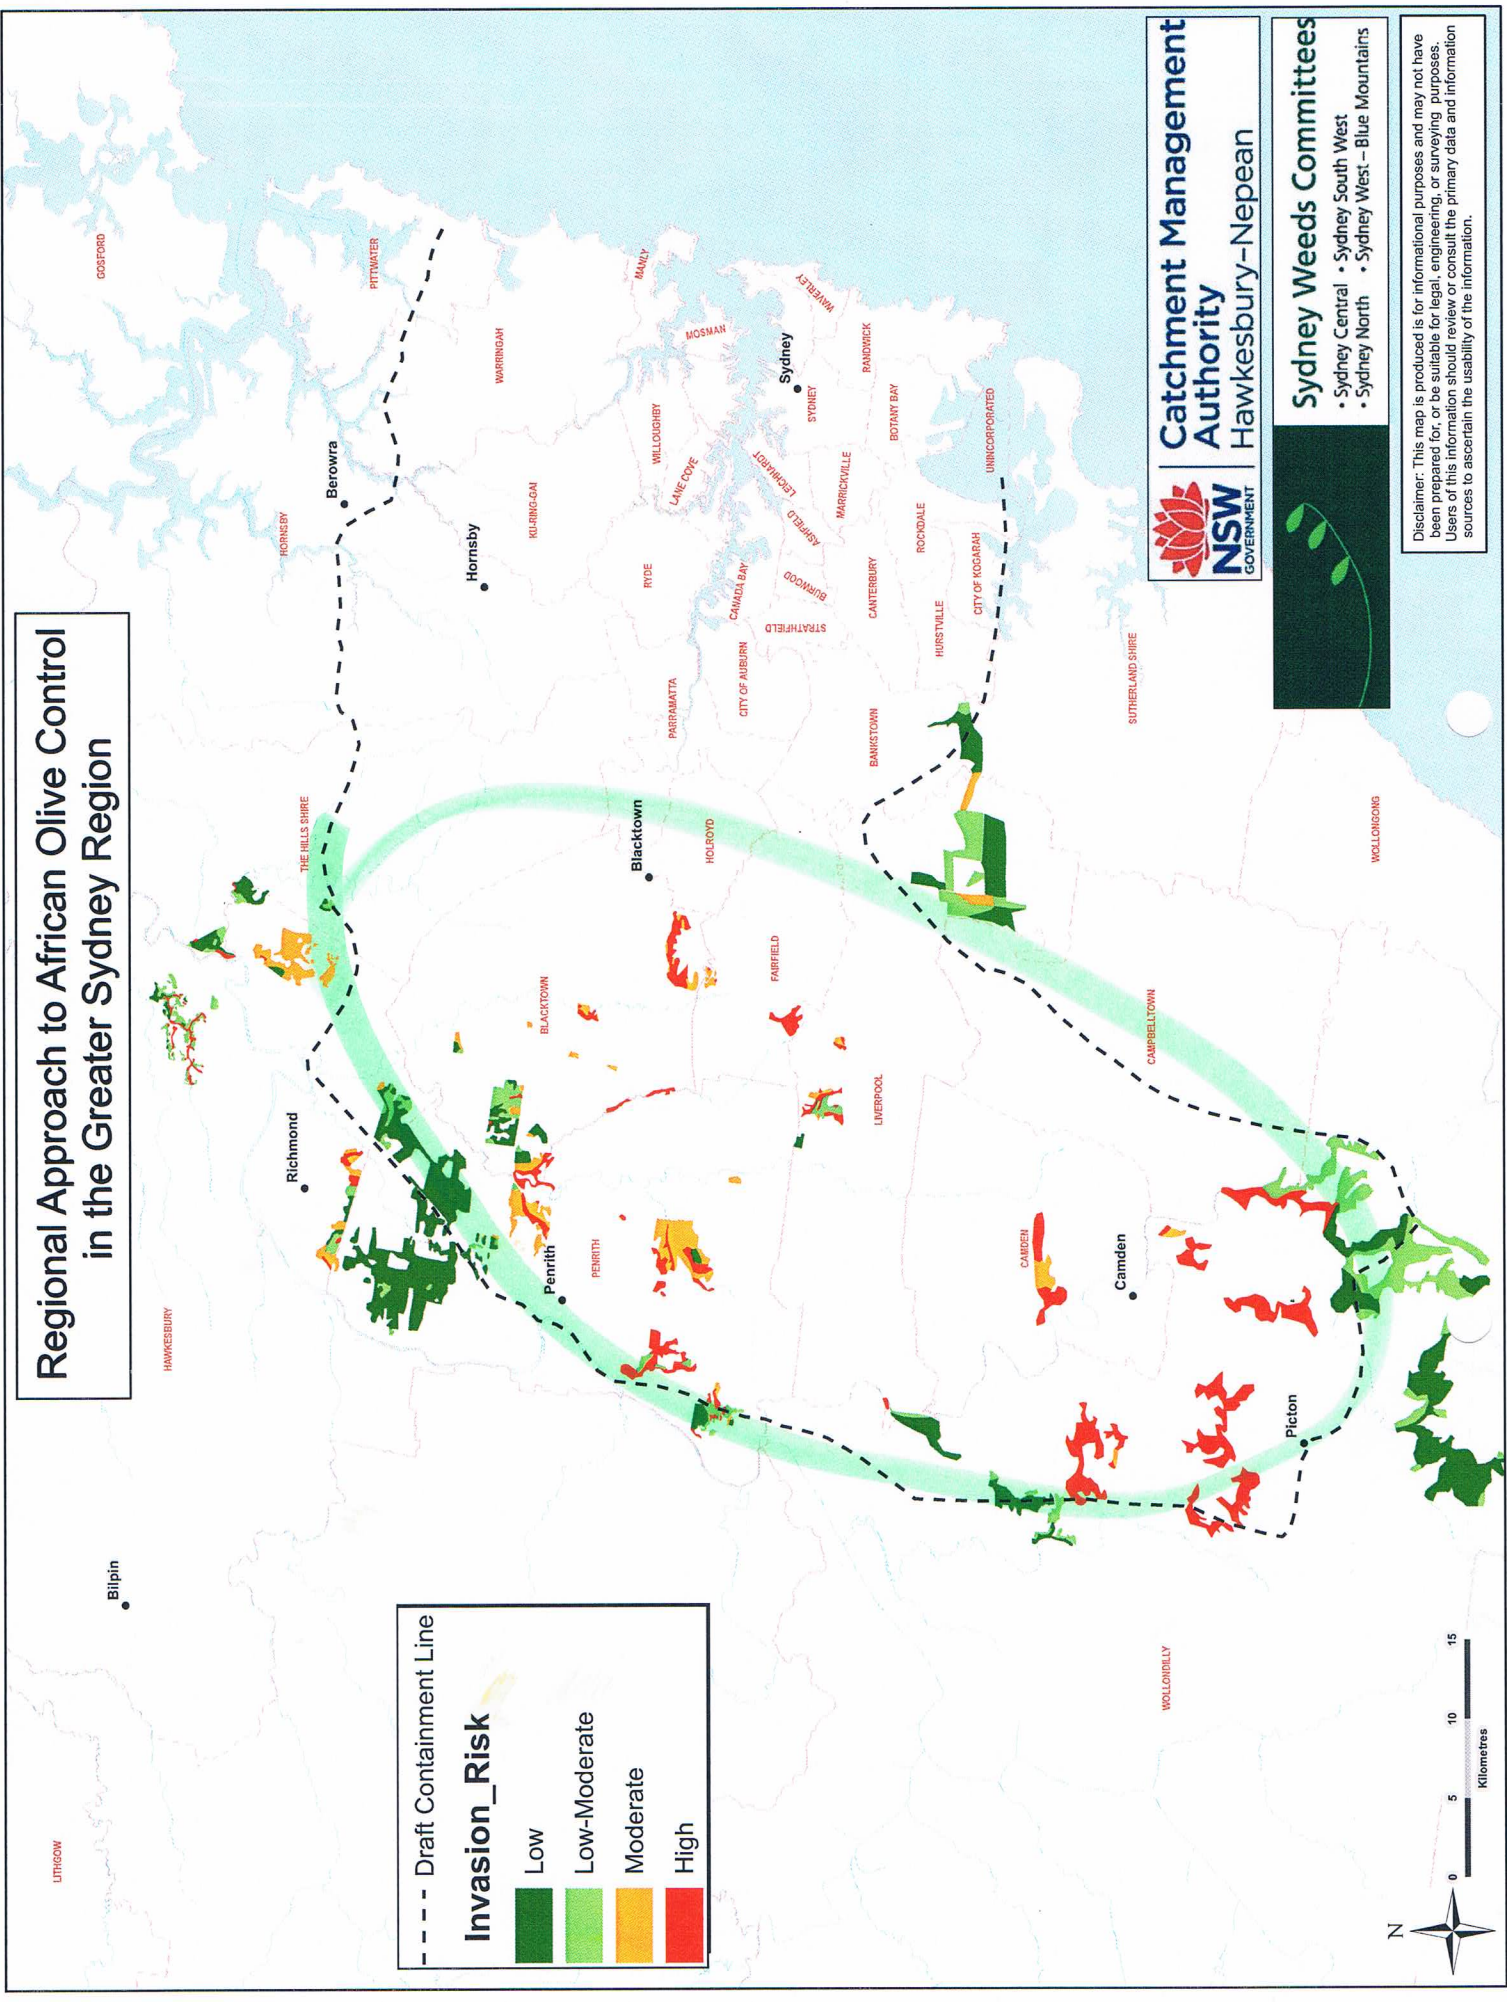 Regional Approach to African Olive Control
in the Greater Sydney Region
GOSFORD
LITHGOW
Bilpin
HAWKESBURY
HORNSBY
PITTWATER
Berowra
THE HILLS SHIRE
Richmond
Hornsby
WARRINGAH
KU-RING-GAI
BLACKTOWN
Penrith
PENRITH
Blacktown
RYDE
WILLOUGHBY
MANLY
LANE COVE
MOSMAN
PARRAMATTA
HOLROYD
CITY OF AUBURN
CANADA BAY
LEICHHARDT
Sydney
SYDNEY
WAVERLEY
FAIRFIELD
STRATHFIELD
BURWOOD
ASHFIELD
MARRICKVILLE
RANDWICK
LIVERPOOL
BANKSTOWN
CANTERBURY
BOTANY BAY
ROCKDALE
HURSTVILLE
CITY OF KOGARAH
UNINCORPORATED
CAMDEN
Camden
CAMPBELLTOWN
SUTHERLAND SHIRE
WOLLONDILLY
Picton
WOLLONGONG
Draft Containment Line
Invasion_Risk
Low
Low-Moderate
Moderate
High
N
0 5 10 15
Kilometres
NSW
GOVERNMENT
Catchment Management
Authority
Hawkesbury–Nepean
Sydney Weeds Committees
• Sydney Central • Sydney South West
• Sydney North • Sydney West – Blue Mountains
Disclaimer: This map is produced is for informational purposes and may not have
been prepared for, or be suitable for legal, engineering, or surveying purposes.
Users of this information should review or consult the primary data and information
sources to ascertain the usability of the information.